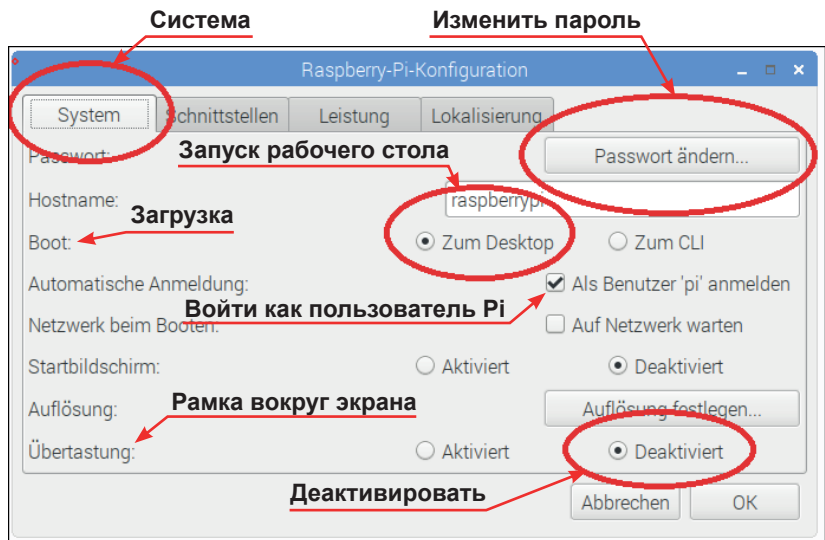 Система
Изменить пароль
Raspberry-Pi-Konfiguration
System Schnittstellen Leistung Lokalisierung
Passwort: Passwort ändern...
Запуск рабочего стола
Hostname: raspberrypi
Загрузка
Boot: Zum Desktop Zum CLI
Automatische Anmeldung: Als Benutzer 'pi' anmelden
Войти как пользователь Pi
Netzwerk beim Booten: Auf Netzwerk warten
Startbildschirm: Aktiviert Deaktiviert
Рамка вокруг экрана
Auflösung: Auflösung festlegen...
Übertastung: Aktiviert Deaktiviert
Деактивировать
Abbrechen OK